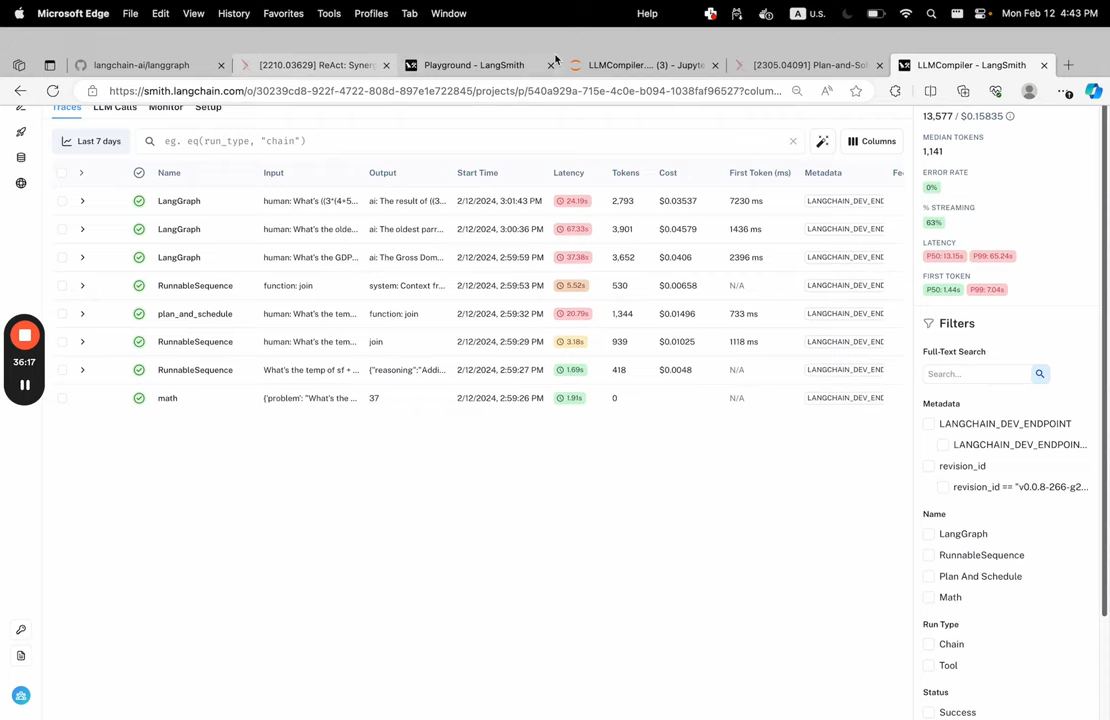 Microsoft Edge File Edit View History Favorites Tools Profiles Tab Window Help A U.S. Mon Feb 12 4:43 PM
langchain-ai/langgraph [2210.03629] ReAct: Synerg Playground - LangSmith LLMCompiler.... (3) - Jupyte [2305.04091] Plan-and-Sol LLMCompiler - LangSmith
https://smith.langchain.com/o/30239cd8-922f-4722-808d-897e1e722845/projects/p/540a929a-715e-4c0e-b094-1038faf96527?colum...
Traces LLM Calls Monitor Setup
13,577 / $0.15835
Last 7 days eg. eq(run_type, "chain") Columns
MEDIAN TOKENS
1,141
Name Input Output Start Time Latency Tokens Cost First Token (ms) Metadata Fe
ERROR RATE
0%
LangGraph human: What's ((3*(4+5... ai: The result of ((3... 2/12/2024, 3:01:43 PM 24.19s 2,793 $0.03537 7230 ms LANGCHAIN_DEV_END
% STREAMING
63%
LangGraph human: What's the olde... ai: The oldest parr... 2/12/2024, 3:00:36 PM 67.33s 3,901 $0.04579 1436 ms LANGCHAIN_DEV_END
LATENCY
P50: 13.15s P99: 65.24s
LangGraph human: What's the GDP... ai: The Gross Dom... 2/12/2024, 2:59:59 PM 37.38s 3,652 $0.0406 2396 ms LANGCHAIN_DEV_END
FIRST TOKEN
P50: 1.44s P99: 7.04s
RunnableSequence function: join system: Context fr... 2/12/2024, 2:59:53 PM 5.52s 530 $0.00658 N/A LANGCHAIN_DEV_END
plan_and_schedule human: What's the tem... function: join 2/12/2024, 2:59:32 PM 20.79s 1,344 $0.01496 733 ms LANGCHAIN_DEV_END
Filters
RunnableSequence human: What's the tem... join 2/12/2024, 2:59:29 PM 3.18s 939 $0.01025 1118 ms LANGCHAIN_DEV_END
Full-Text Search
36:17
RunnableSequence What's the temp of sf + ... {"reasoning":"Addi... 2/12/2024, 2:59:27 PM 1.69s 418 $0.0048 N/A LANGCHAIN_DEV_END
Search...
math {'problem': "What's the ... 37 2/12/2024, 2:59:26 PM 1.91s 0 N/A LANGCHAIN_DEV_END
Metadata
LANGCHAIN_DEV_ENDPOINT
LANGCHAIN_DEV_ENDPOIN...
revision_id
revision_id == "v0.0.8-266-g2...
Name
LangGraph
RunnableSequence
Plan And Schedule
Math
Run Type
Chain
Tool
Status
Success